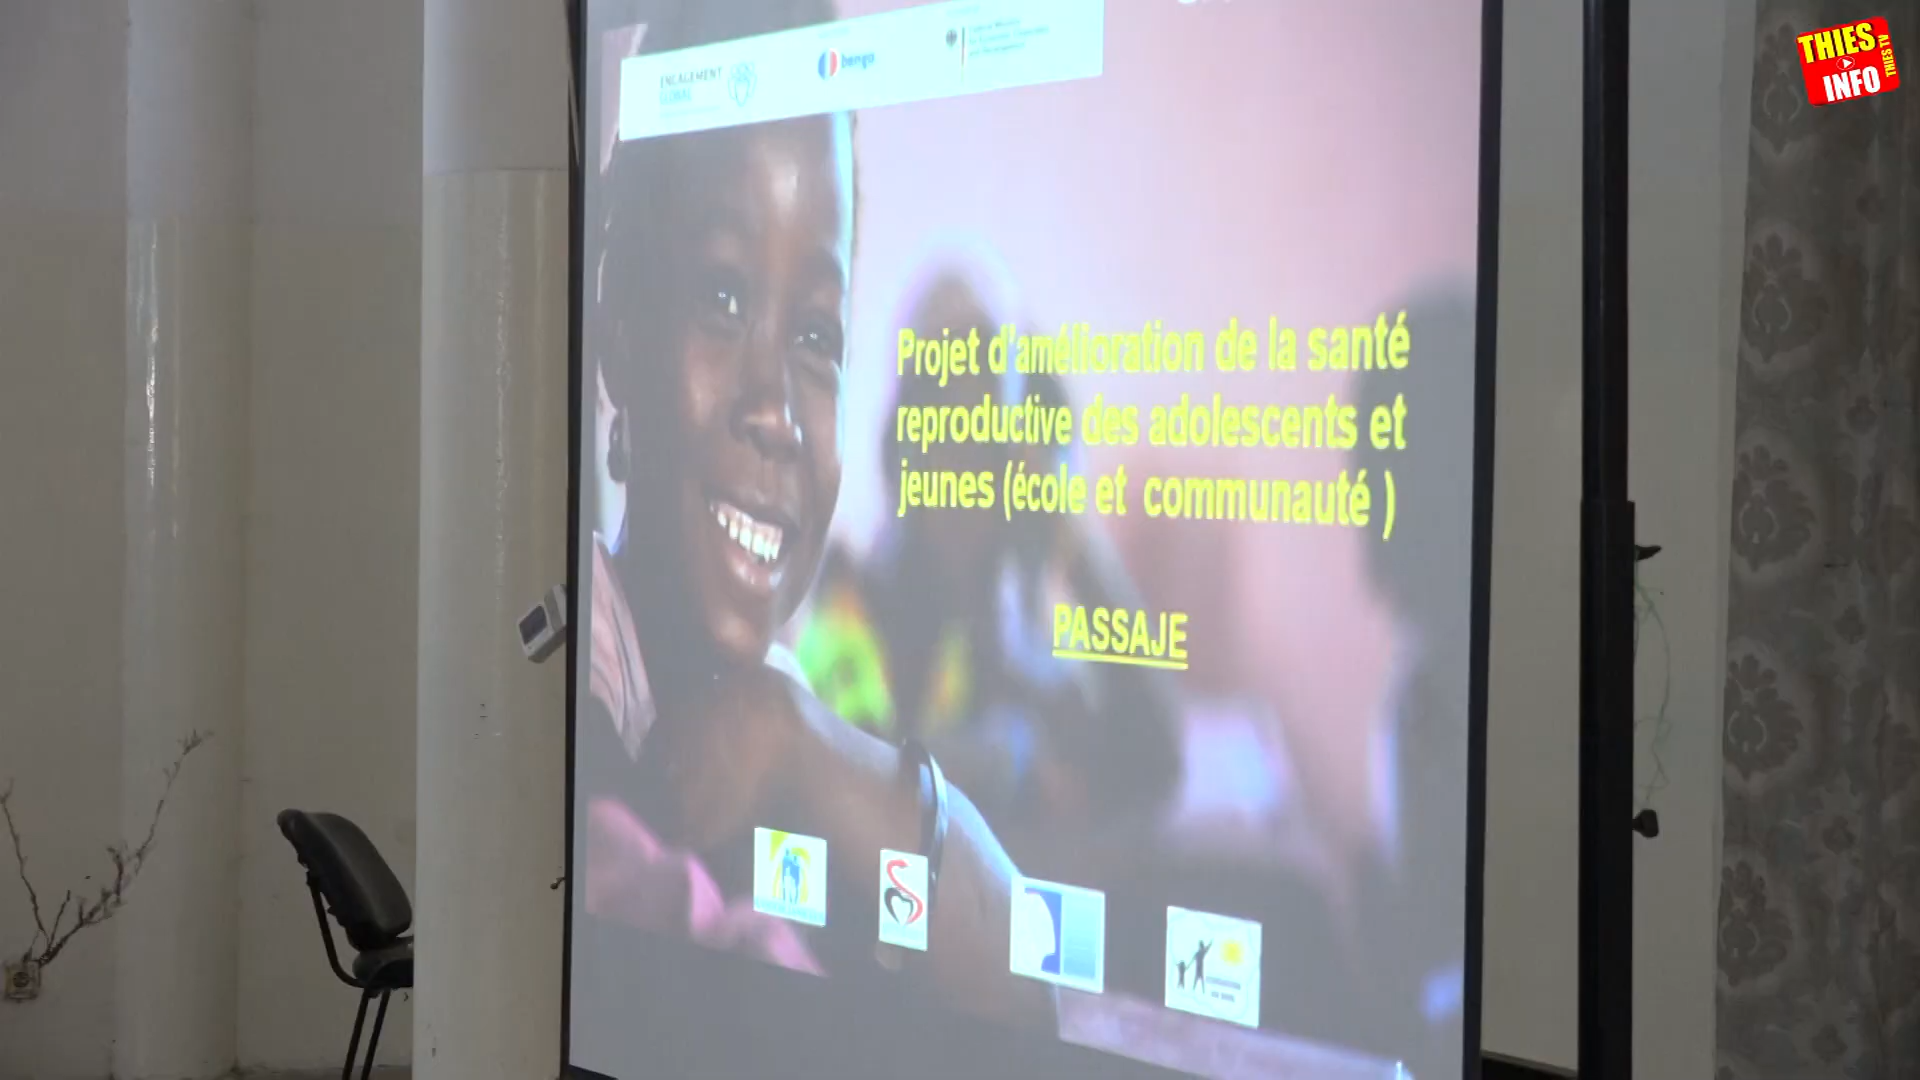 THIES
INFO
THIES TV
ENGAGEMENT
GLOBAL
bengo
Projet d'amélioration de la santé
reproductive des adolescents et
jeunes (école et communauté )
PASSAJE